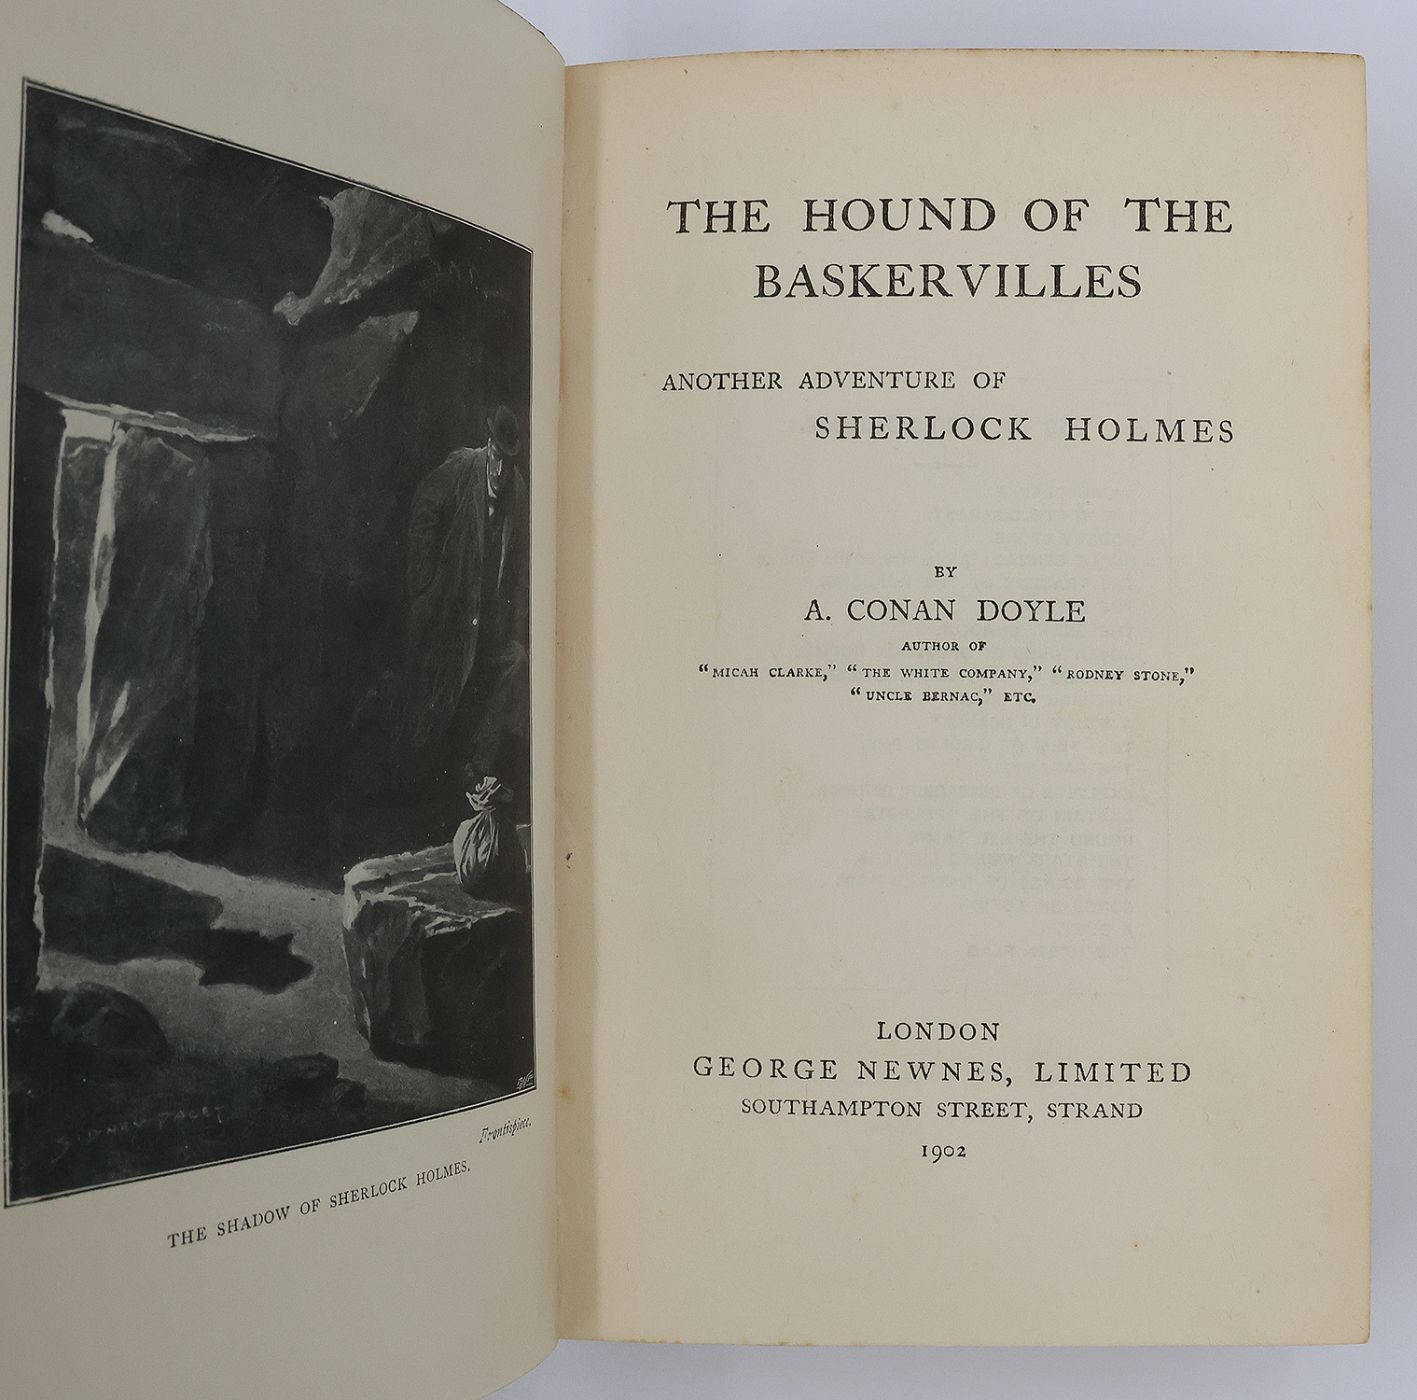 SIDNEY PAGET
Frontispiece.
THE SHADOW OF SHERLOCK HOLMES.
THE HOUND OF THE
BASKERVILLES
ANOTHER ADVENTURE OF
SHERLOCK HOLMES
BY
A. CONAN DOYLE
AUTHOR OF
“MICAH CLARKE,” “THE WHITE COMPANY,” “RODNEY STONE,”
“UNCLE BERNAC,” ETC.
LONDON
GEORGE NEWNES, LIMITED
SOUTHAMPTON STREET, STRAND
1902